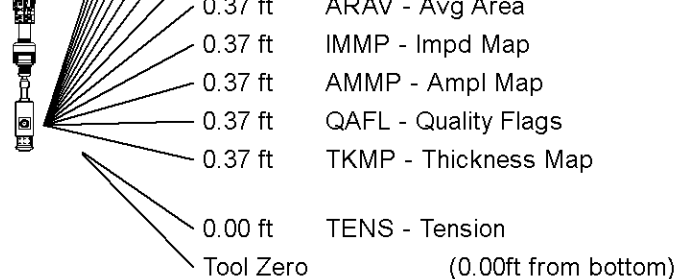 0.37 ft ARAV - Avg Area
0.37 ft IMMP - Impd Map
0.37 ft AMMP - Ampl Map
0.37 ft QAFL - Quality Flags
0.37 ft TKMP - Thickness Map
0.00 ft TENS - Tension
Tool Zero (0.00ft from bottom)